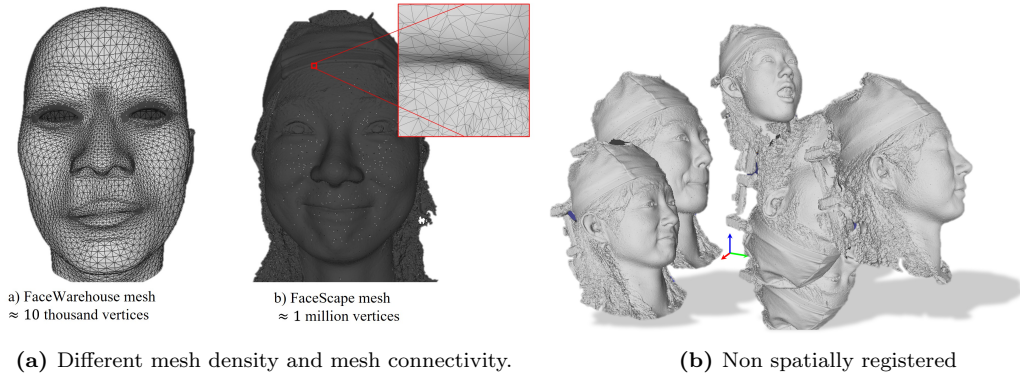 a) FaceWarehouse mesh
≈ 10 thousand vertices
b) FaceScape mesh
≈ 1 million vertices
(a) Different mesh density and mesh connectivity.
(b) Non spatially registered